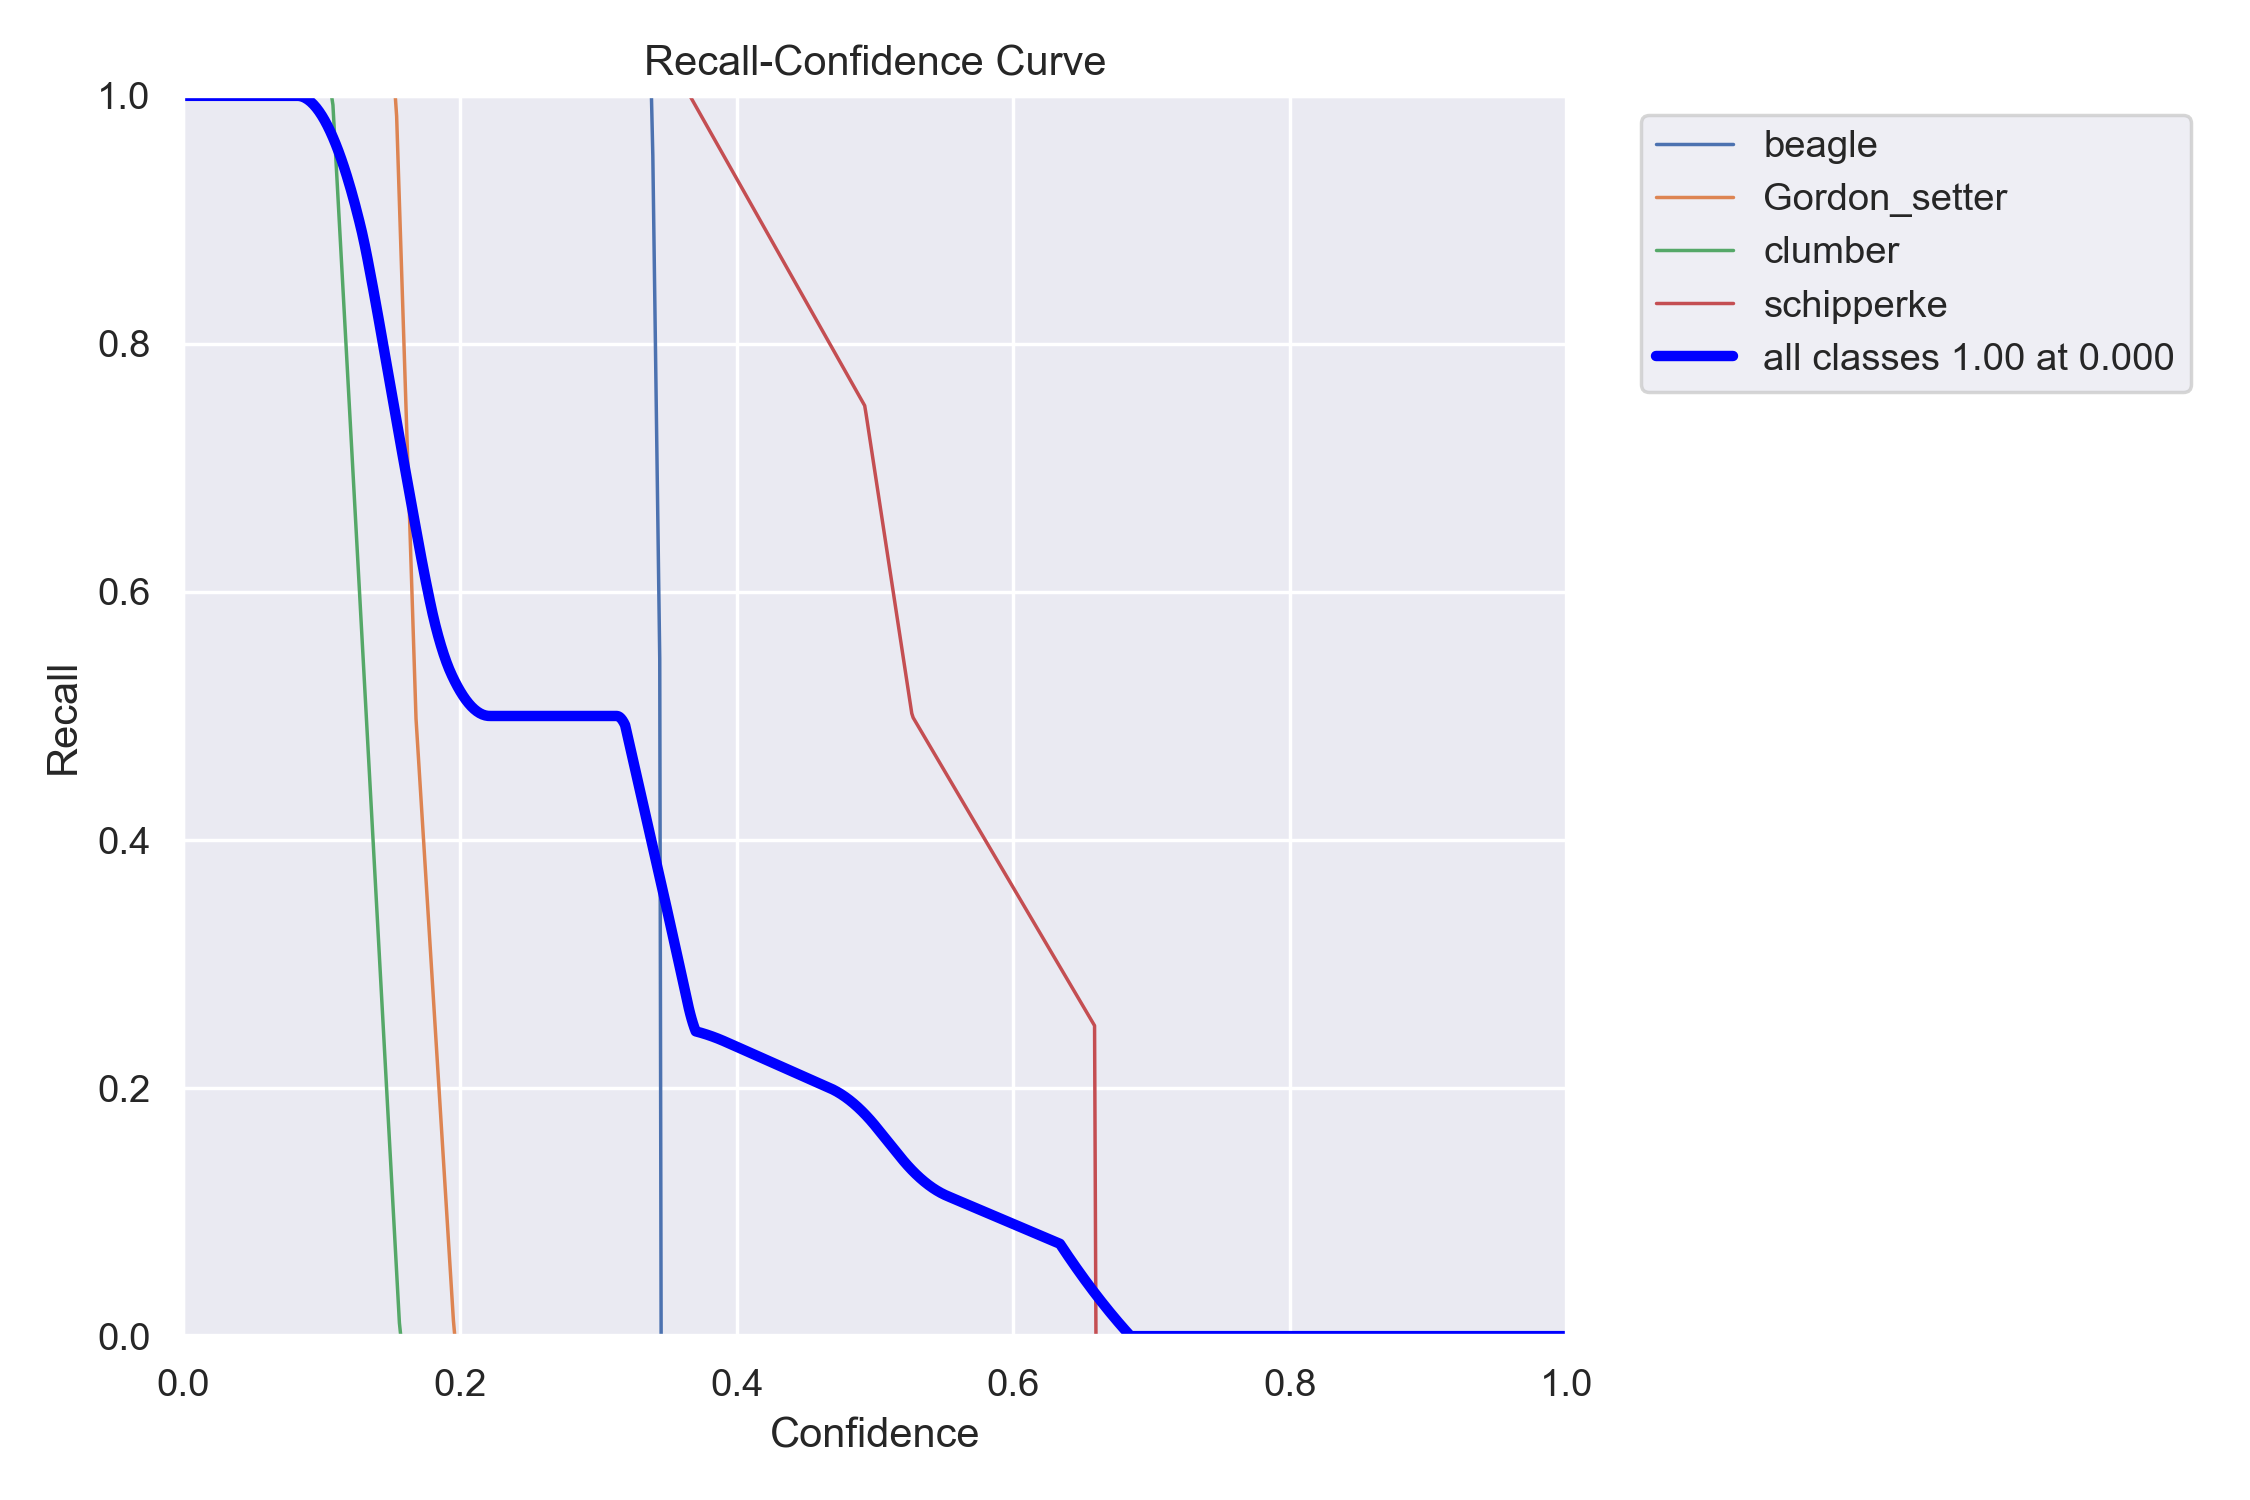 Recall-Confidence Curve
1.0
0.8
0.6
0.4
0.2
0.0
Recall
0.0 0.2 0.4 0.6 0.8 1.0
Confidence
beagle
Gordon_setter
clumber
schipperke
all classes 1.00 at 0.000